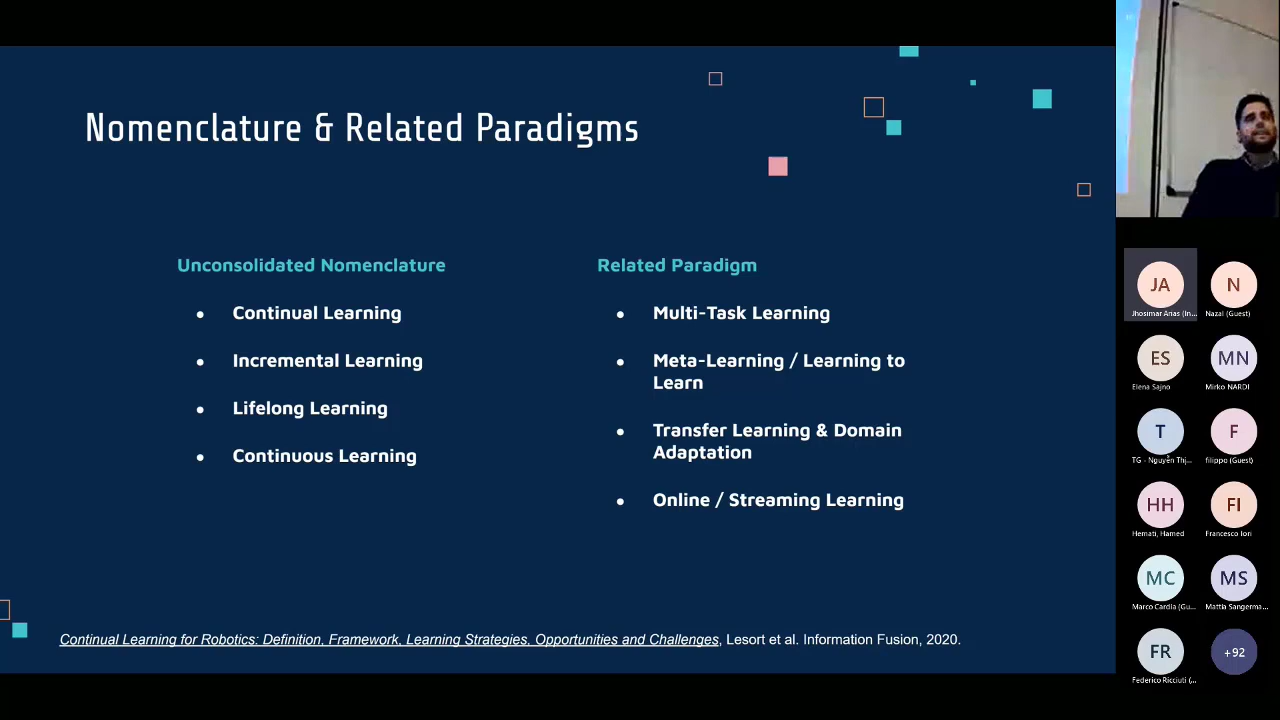 Nomenclature & Related Paradigms
Unconsolidated Nomenclature
● Continual Learning
● Incremental Learning
● Lifelong Learning
● Continuous Learning
Related Paradigm
● Multi-Task Learning
● Meta-Learning / Learning to
Learn
● Transfer Learning & Domain
Adaptation
● Online / Streaming Learning
Continual Learning for Robotics: Definition, Framework, Learning Strategies, Opportunities and Challenges, Lesort et al. Information Fusion, 2020.
JA
Jhosimar Arias (In...
N
Nazal (Guest)
ES
Elena Sajno
MN
Mirko NARDI
T
TG - Nguyễn Thị...
F
filippo (Guest)
HH
Hemati, Hamed
FI
Francesco Iori
MC
Marco Cardia (Gu...
MS
Mattia Sangerma...
FR
Federico Ricciuti (...
+92